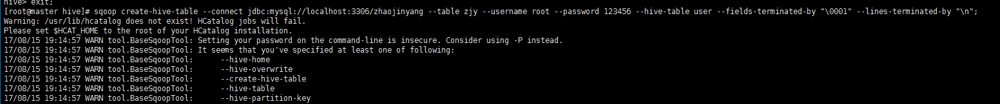 hive> exit;
[root@master hive]# sqoop create-hive-table --connect jdbc:mysql://localhost:3306/zhaojinyang --table zjy --username root --password 123456 --hive-table user --fields-terminated-by "\0001" --lines-terminated-by "\n";
Warning: /usr/lib/hcatalog does not exist! HCatalog jobs will fail.
Please set $HCAT_HOME to the root of your HCatalog installation.
17/08/15 19:14:57 WARN tool.BaseSqoopTool: Setting your password on the command-line is insecure. Consider using -P instead.
17/08/15 19:14:57 WARN tool.BaseSqoopTool: It seems that you've specified at least one of following:
17/08/15 19:14:57 WARN tool.BaseSqoopTool: --hive-home
17/08/15 19:14:57 WARN tool.BaseSqoopTool: --hive-overwrite
17/08/15 19:14:57 WARN tool.BaseSqoopTool: --create-hive-table
17/08/15 19:14:57 WARN tool.BaseSqoopTool: --hive-table
17/08/15 19:14:57 WARN tool.BaseSqoopTool: --hive-partition-key